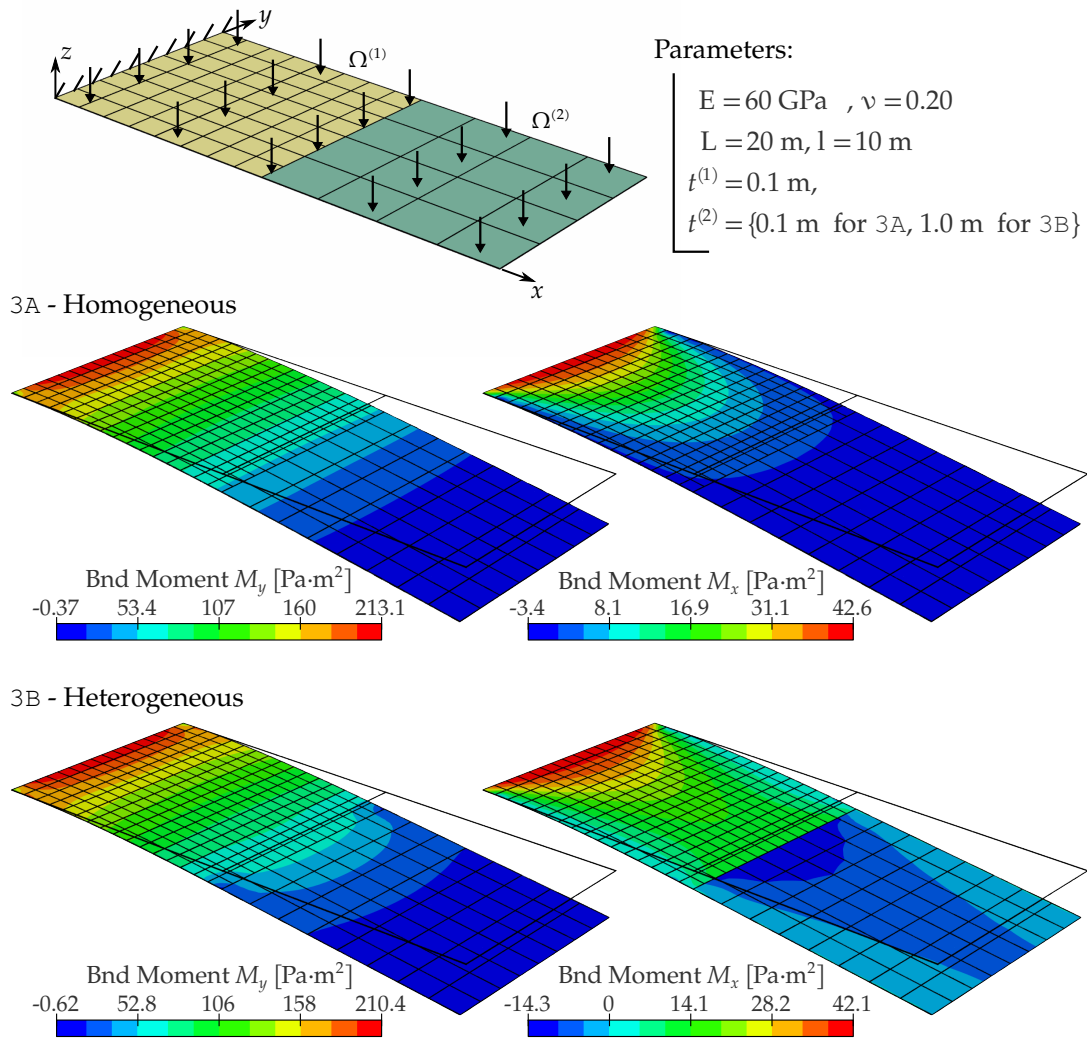 y
z
Ω(1)
Ω(2)
x
Parameters:
E = 60 GPa , ν = 0.20
L = 20 m, l = 10 m
t(1) = 0.1 m,
t(2) = {0.1 m for 3A, 1.0 m for 3B}
3A - Homogeneous
Bnd Moment My [Pa·m²]
-0.37 53.4 107 160 213.1
Bnd Moment Mx [Pa·m²]
-3.4 8.1 16.9 31.1 42.6
3B - Heterogeneous
Bnd Moment My [Pa·m²]
-0.62 52.8 106 158 210.4
Bnd Moment Mx [Pa·m²]
-14.3 0 14.1 28.2 42.1